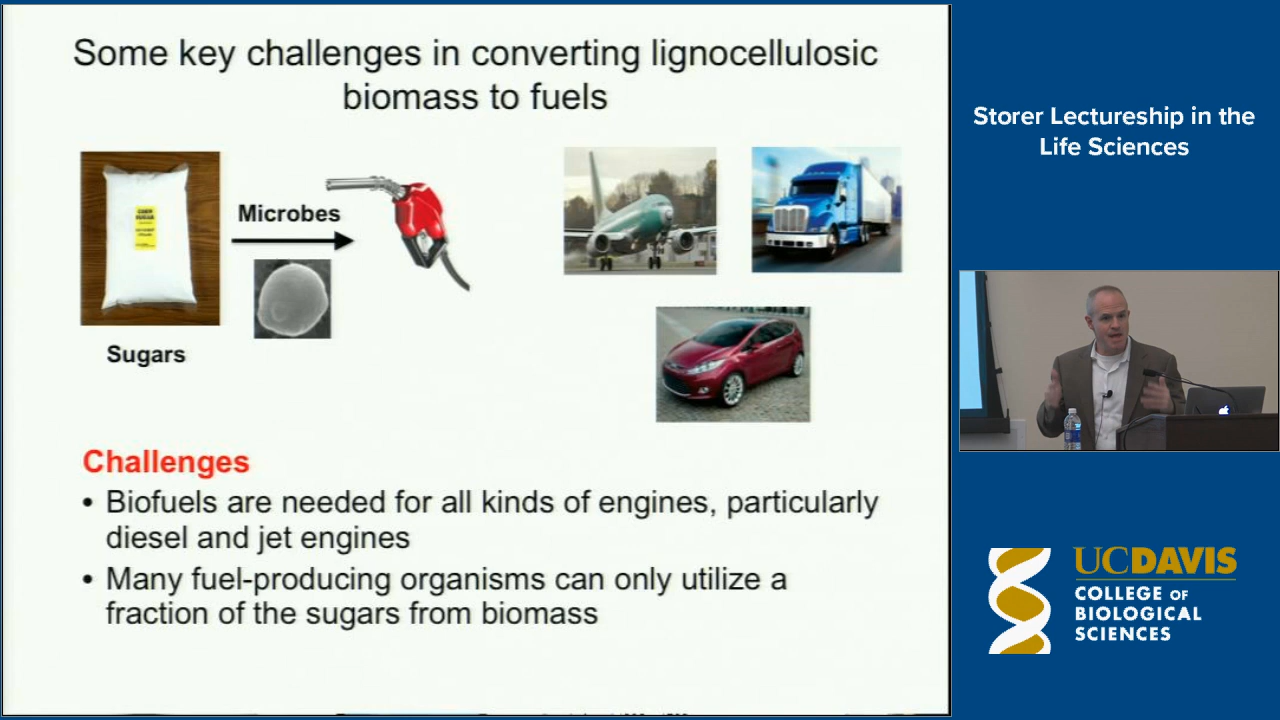 Some key challenges in converting lignocellulosic
biomass to fuels
Microbes
Sugars
Challenges
• Biofuels are needed for all kinds of engines, particularly
diesel and jet engines
• Many fuel-producing organisms can only utilize a
fraction of the sugars from biomass
Storer Lectureship in the
Life Sciences
UCDAVIS
COLLEGE OF
BIOLOGICAL
SCIENCES